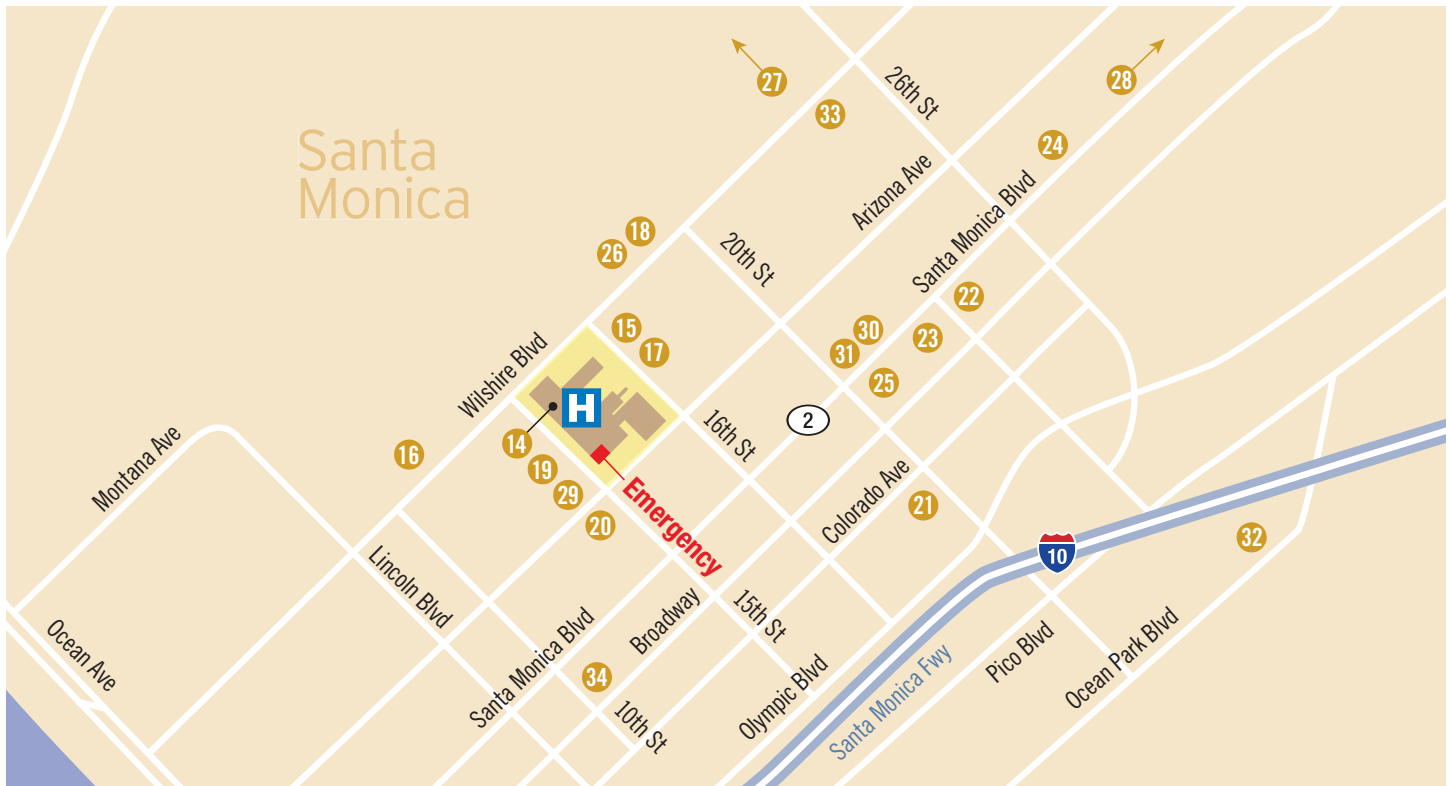 27
28
33
26th St
24
Santa
Monica
Arizona Ave
Santa Monica Blvd
18
26
20th St
22
15
30
23
17
31
25
Wilshire Blvd
H
2
16th St
14
16
19
Montana Ave
29
20
Emergency
Colorado Ave
21
32
10
Lincoln Blvd
15th St
Broadway
Santa Monica Blvd
Ocean Ave
34
10th St
Olympic Blvd
Santa Monica Fwy
Pico Blvd
Ocean Park Blvd